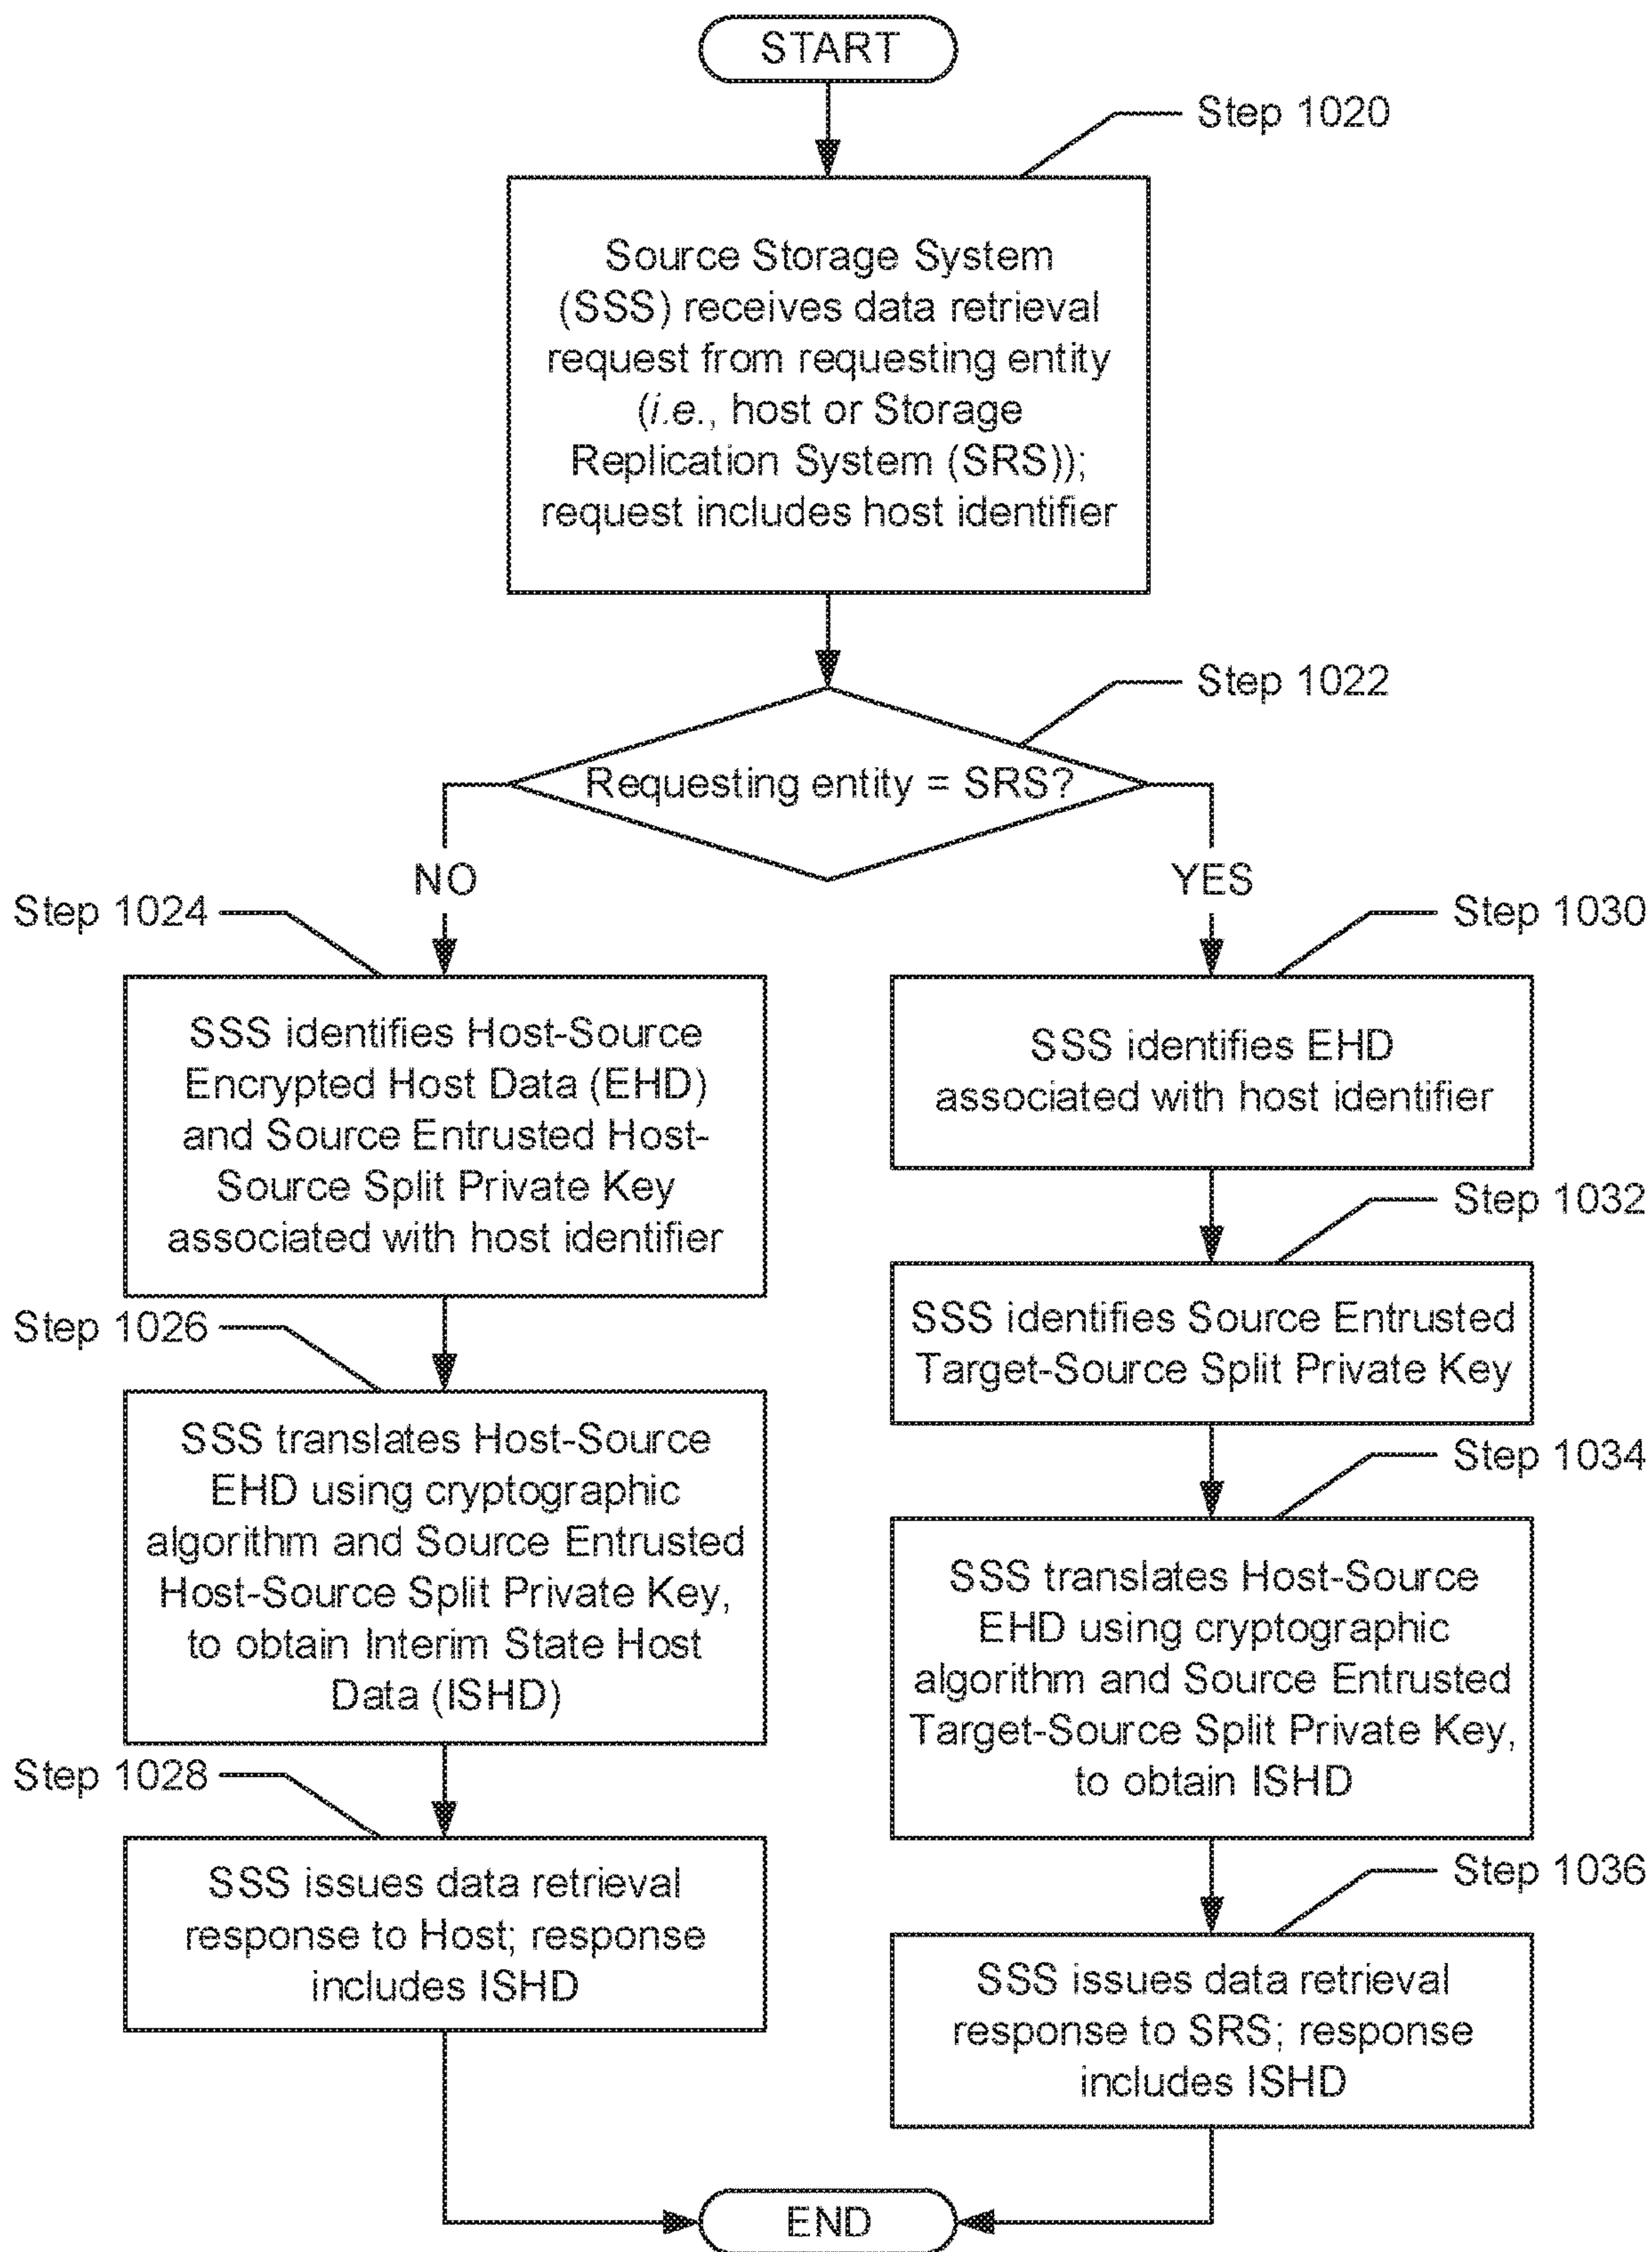 START
Step 1020
Source Storage System
(SSS) receives data retrieval
request from requesting entity
(i.e., host or Storage
Replication System (SRS));
request includes host identifier
Step 1022
Requesting entity = SRS?
NO
YES
Step 1024
SSS identifies Host-Source
Encrypted Host Data (EHD)
and Source Entrusted Host-
Source Split Private Key
associated with host identifier
Step 1026
SSS translates Host-Source
EHD using cryptographic
algorithm and Source Entrusted
Host-Source Split Private Key,
to obtain Interim State Host
Data (ISHD)
Step 1028
SSS issues data retrieval
response to Host; response
includes ISHD
Step 1030
SSS identifies EHD
associated with host identifier
Step 1032
SSS identifies Source Entrusted
Target-Source Split Private Key
Step 1034
SSS translates Host-Source
EHD using cryptographic
algorithm and Source Entrusted
Target-Source Split Private Key,
to obtain ISHD
Step 1036
SSS issues data retrieval
response to SRS; response
includes ISHD
END